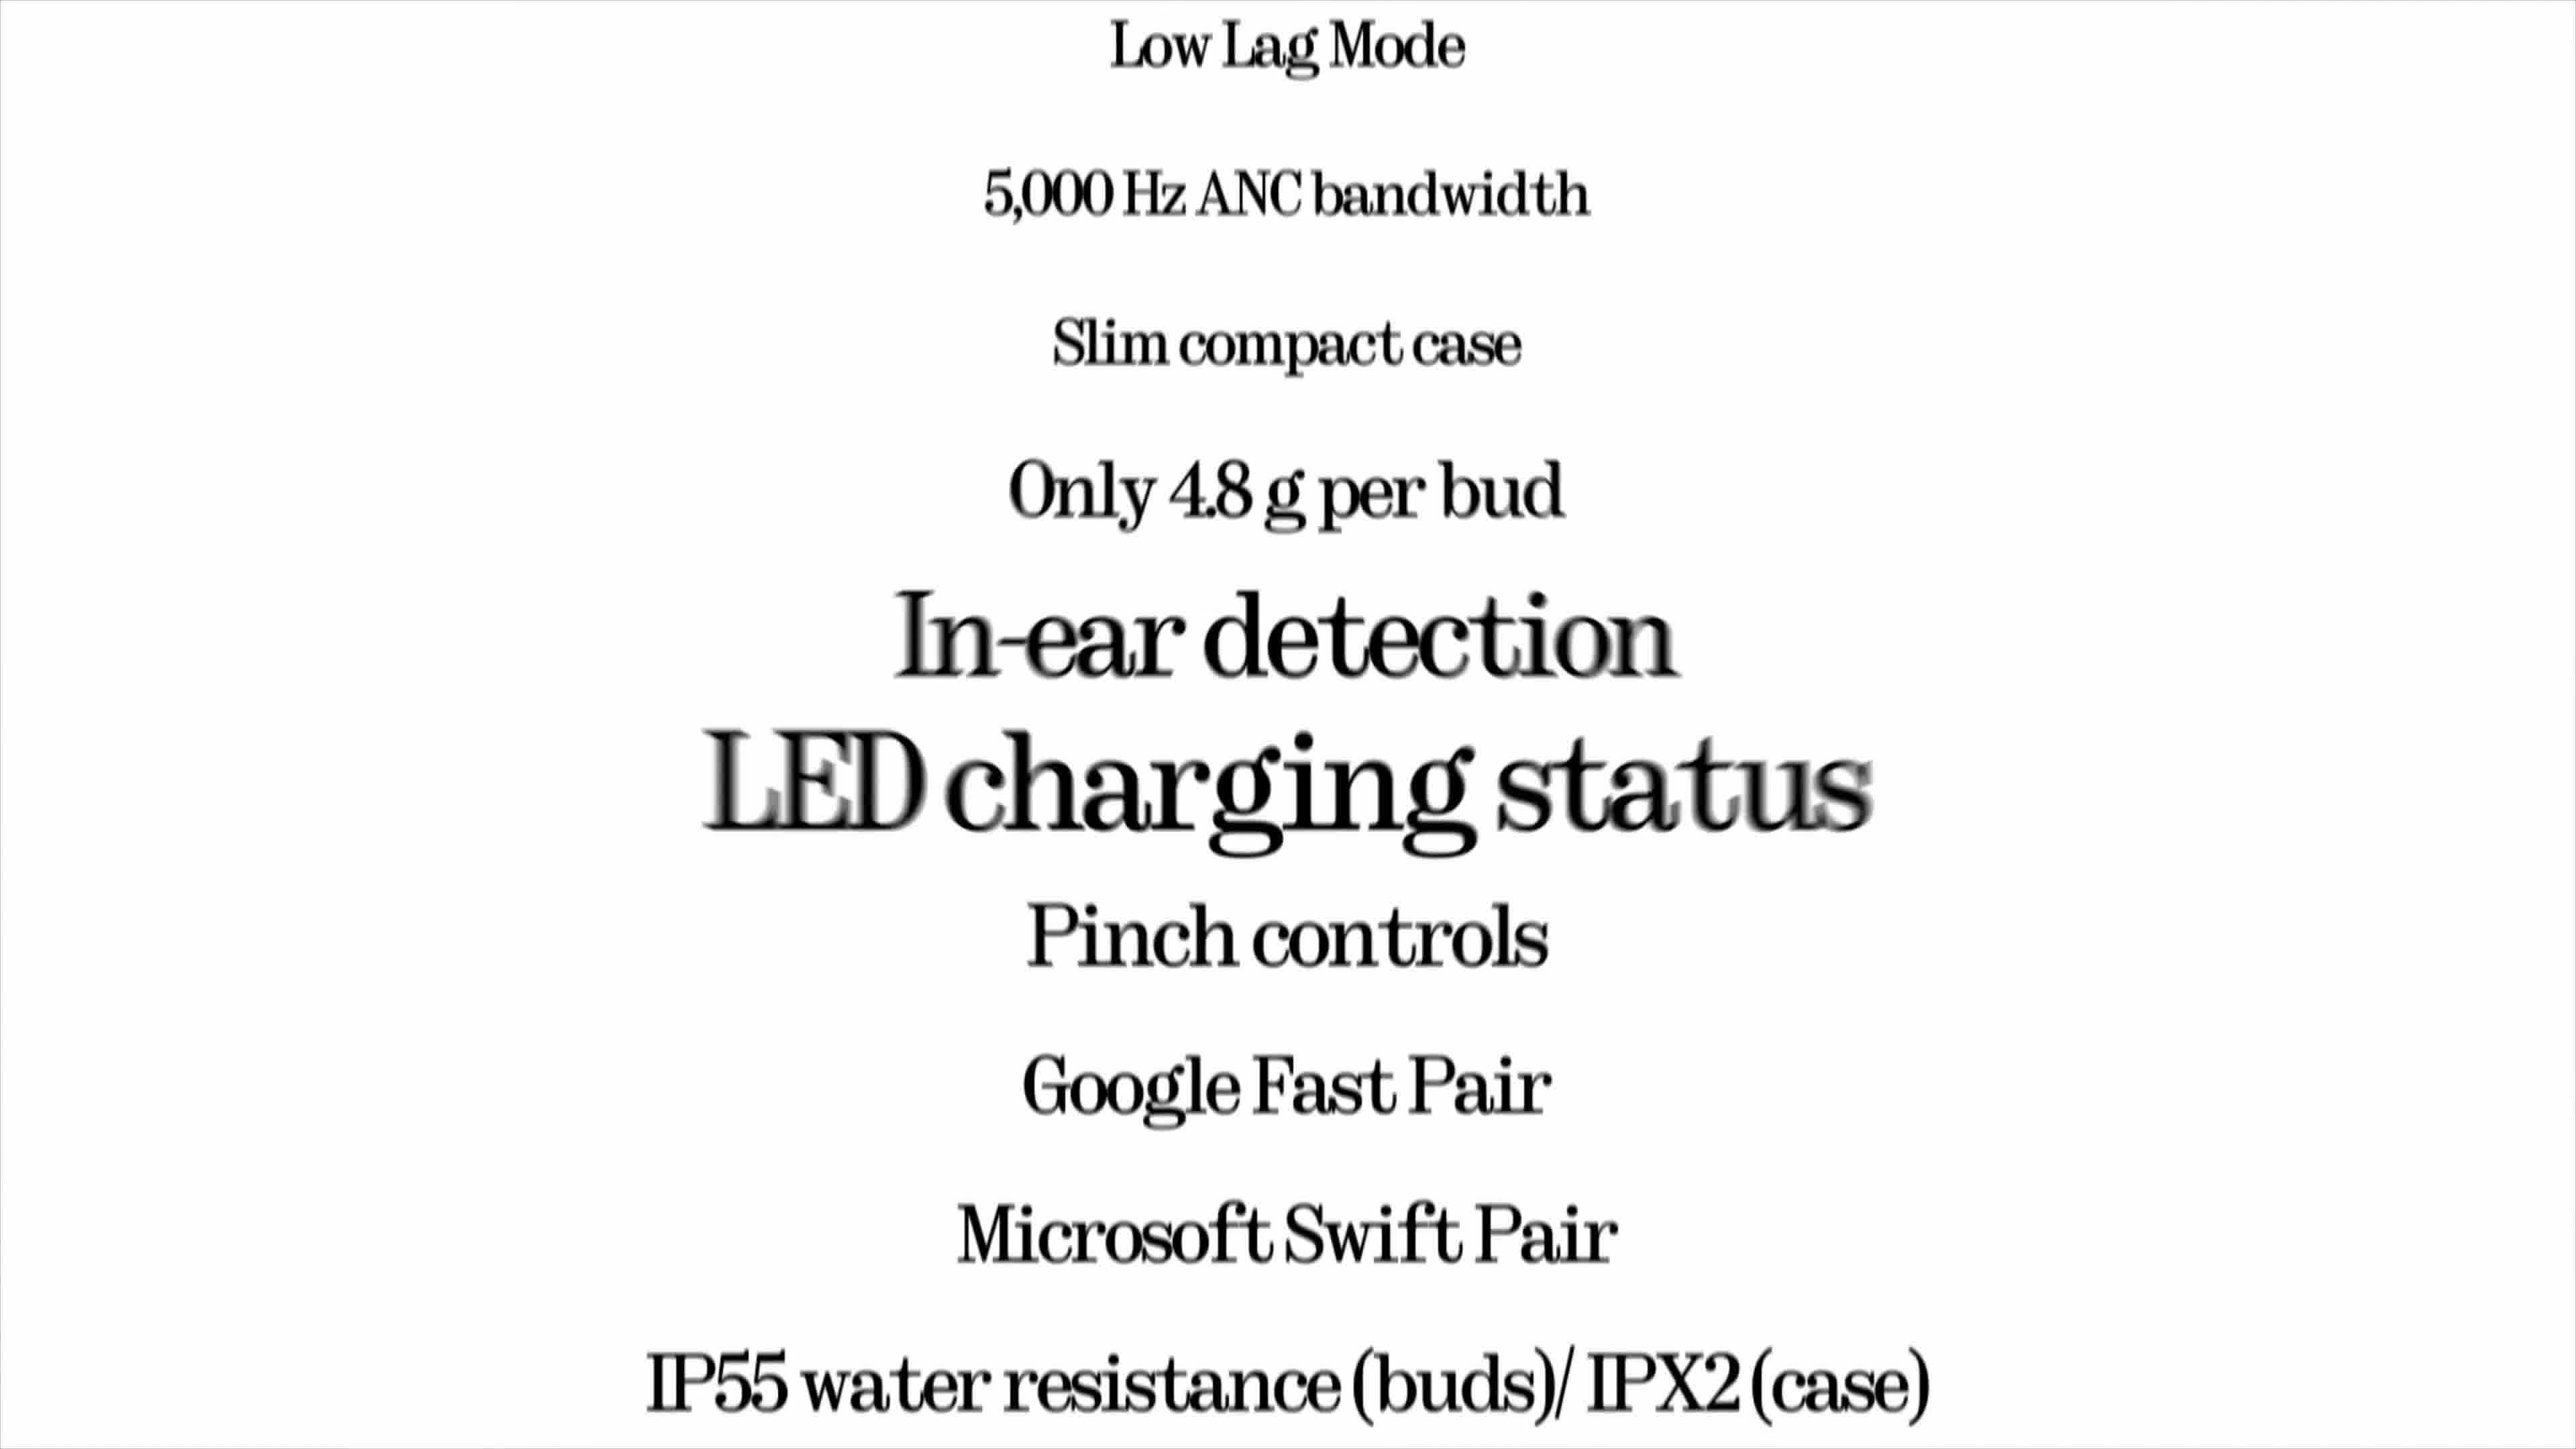 Low Lag Mode
5,000 Hz ANC bandwidth
Slim compact case
Only 4.8 g per bud
In-ear detection
LED charging status
Pinch controls
Google Fast Pair
Microsoft Swift Pair
IP55 water resistance (buds)/ IPX2 (case)